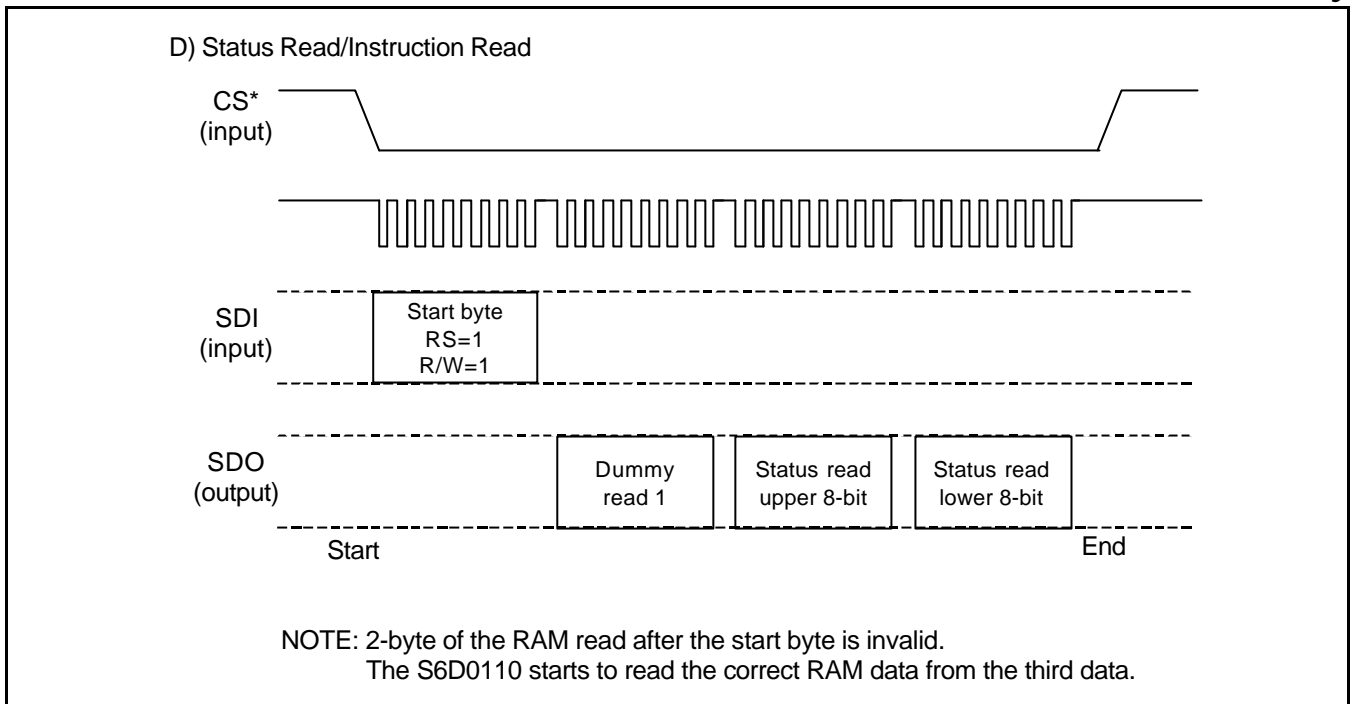 D) Status Read/Instruction Read
CS*
(input)
SDI
(input)
Start byte
RS=1
R/W=1
SDO
(output)
Dummy
read 1
Status read
upper 8-bit
Status read
lower 8-bit
Start
End
NOTE: 2-byte of the RAM read after the start byte is invalid.
The S6D0110 starts to read the correct RAM data from the third data.